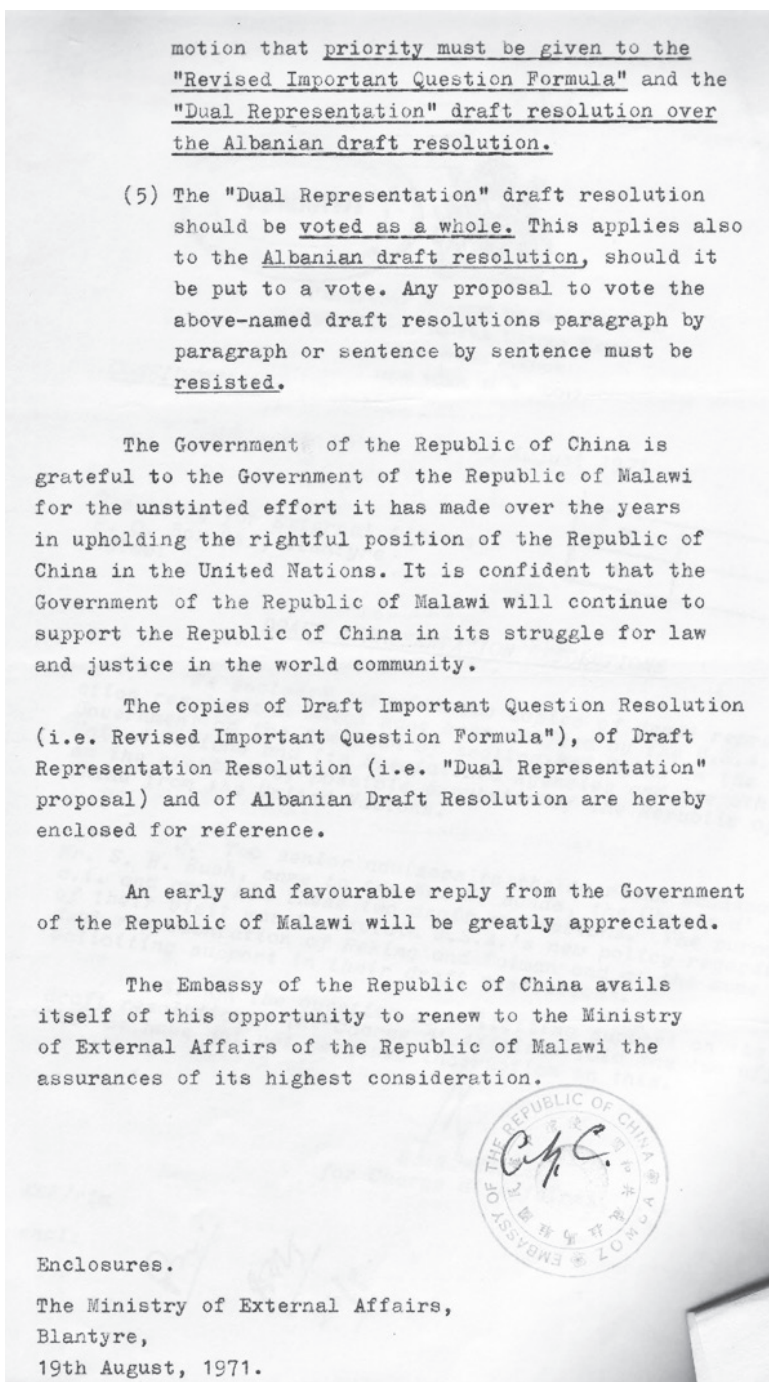 motion that priority must be given to the
"Revised Important Question Formula" and the
"Dual Representation" draft resolution over
the Albanian draft resolution.
(5) The "Dual Representation" draft resolution
should be voted as a whole. This applies also
to the Albanian draft resolution, should it
be put to a vote. Any proposal to vote the
above-named draft resolutions paragraph by
paragraph or sentence by sentence must be
resisted.
The Government of the Republic of China is
grateful to the Government of the Republic of Malawi
for the unstinted effort it has made over the years
in upholding the rightful position of the Republic of
China in the United Nations. It is confident that the
Government of the Republic of Malawi will continue to
support the Republic of China in its struggle for law
and justice in the world community.
The copies of Draft Important Question Resolution
(i.e. Revised Important Question Formula"), of Draft
Representation Resolution (i.e. "Dual Representation"
proposal) and of Albanian Draft Resolution are hereby
enclosed for reference.
An early and favourable reply from the Government
of the Republic of Malawi will be greatly appreciated.
The Embassy of the Republic of China avails
itself of this opportunity to renew to the Ministry
of External Affairs of the Republic of Malawi the
assurances of its highest consideration.
EMBASSY OF THE REPUBLIC OF CHINA
ZOMBA
Enclosures.
The Ministry of External Affairs,
Blantyre,
19th August, 1971.